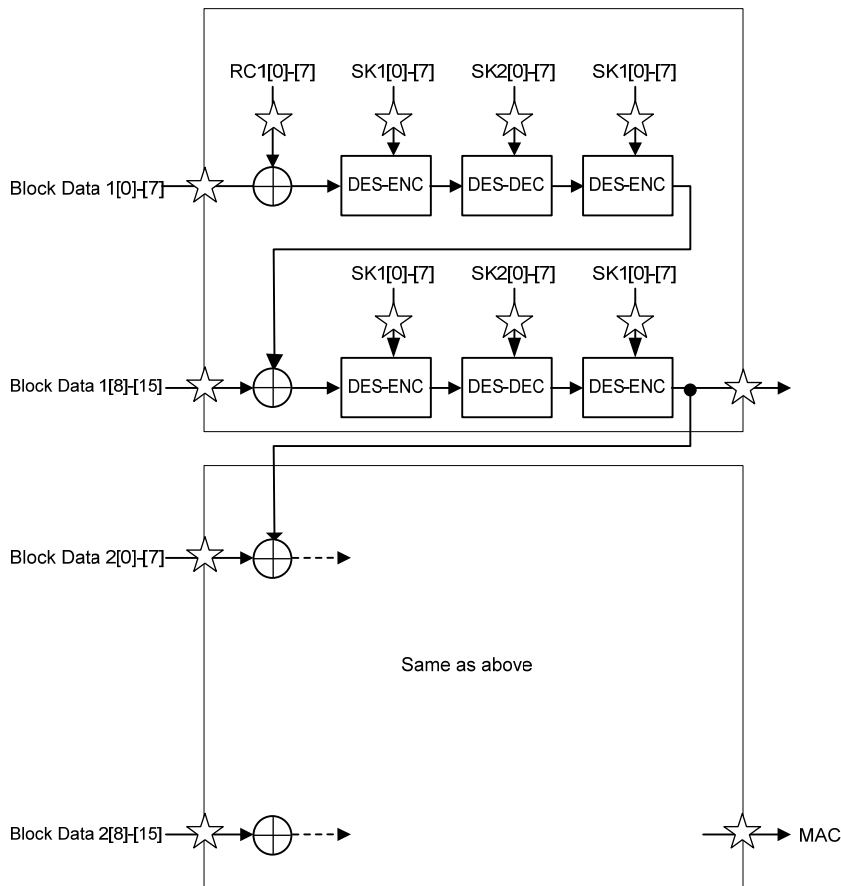 RC1[0]-[7] SK1[0]-[7] SK2[0]-[7] SK1[0]-[7]
Block Data 1[0]-[7] DES-ENC DES-DEC DES-ENC
SK1[0]-[7] SK2[0]-[7] SK1[0]-[7]
Block Data 1[8]-[15] DES-ENC DES-DEC DES-ENC
Block Data 2[0]-[7]
Same as above
Block Data 2[8]-[15] MAC